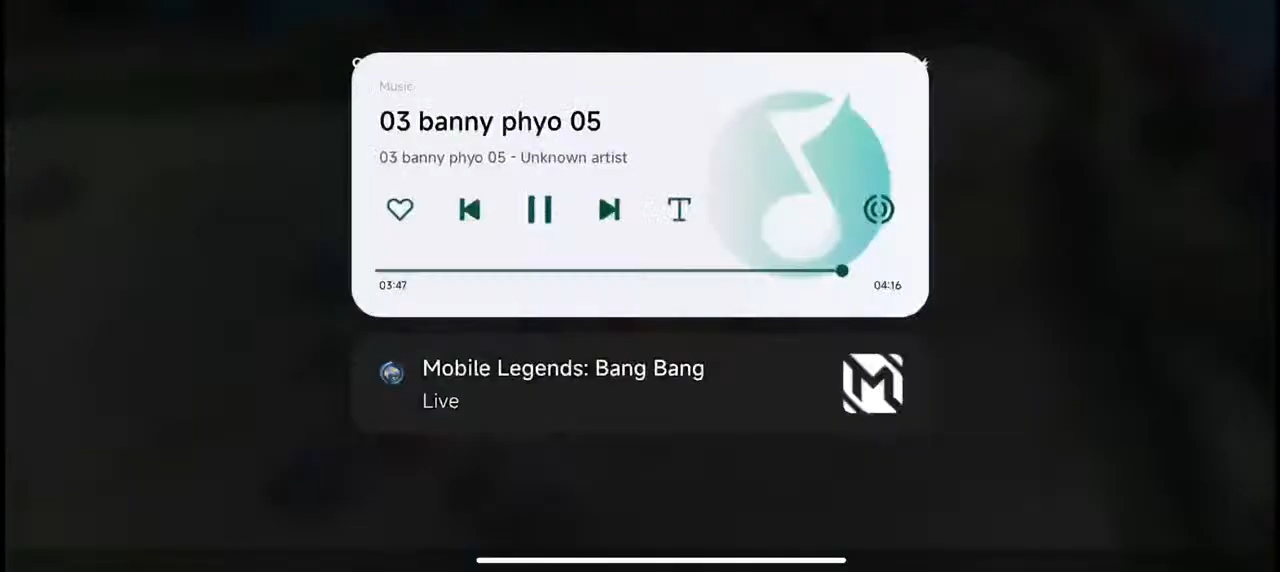 Music
03 banny phyo 05
03 banny phyo 05 - Unknown artist
T
03:47
04:16
Mobile Legends: Bang Bang
Live
M